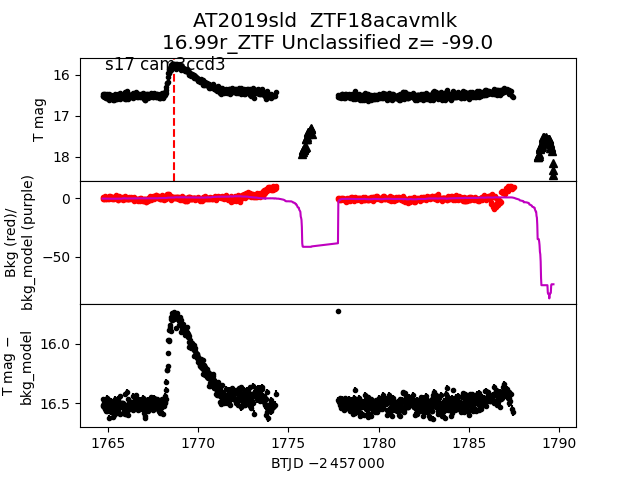 AT2019sld  ZTF18acavmlk
16.99r_ZTF Unclassified z= -99.0
s17 cam3ccd3
16
17
18
T mag
0
−50
Bkg (red)/
bkg_model (purple)
16.0
16.5
T mag −
bkg_model
1765
1770
1775
1780
1785
1790
BTJD −2 457 000